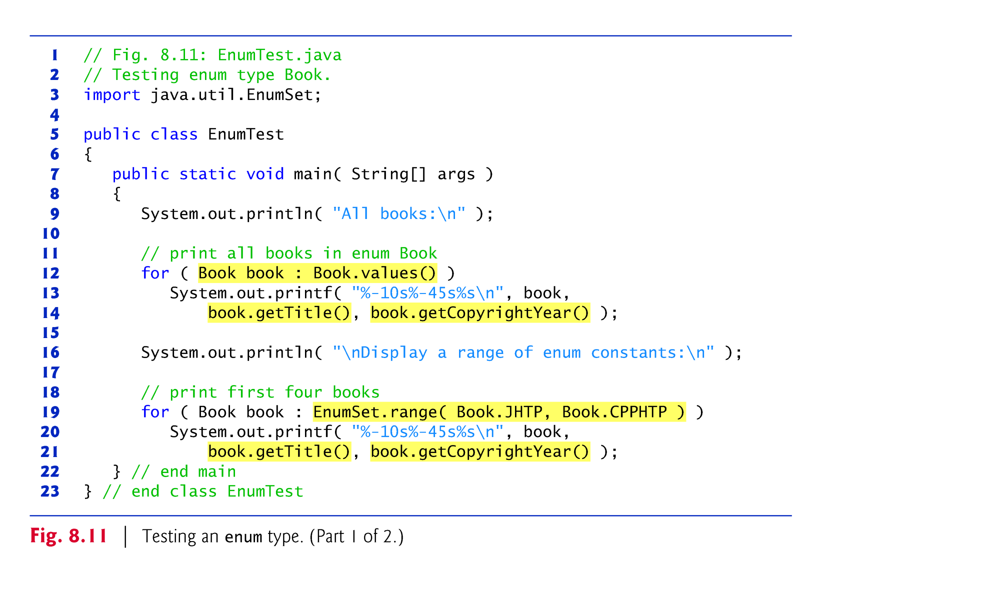 1 // Fig. 8.11: EnumTest.java
2 // Testing enum type Book.
3 import java.util.EnumSet;
4
5 public class EnumTest
6 {
7    public static void main( String[] args )
8    {
9       System.out.println( "All books:\n" );
10
11       // print all books in enum Book
12       for ( Book book : Book.values() )
13          System.out.printf( "%-10s%-45s%s\n", book,
14              book.getTitle(), book.getCopyrightYear() );
15
16       System.out.println( "\nDisplay a range of enum constants:\n" );
17
18       // print first four books
19       for ( Book book : EnumSet.range( Book.JHTP, Book.CPPHTP ) )
20          System.out.printf( "%-10s%-45s%s\n", book,
21              book.getTitle(), book.getCopyrightYear() );
22    } // end main
23 } // end class EnumTest
Fig. 8.11 | Testing an enum type. (Part 1 of 2.)